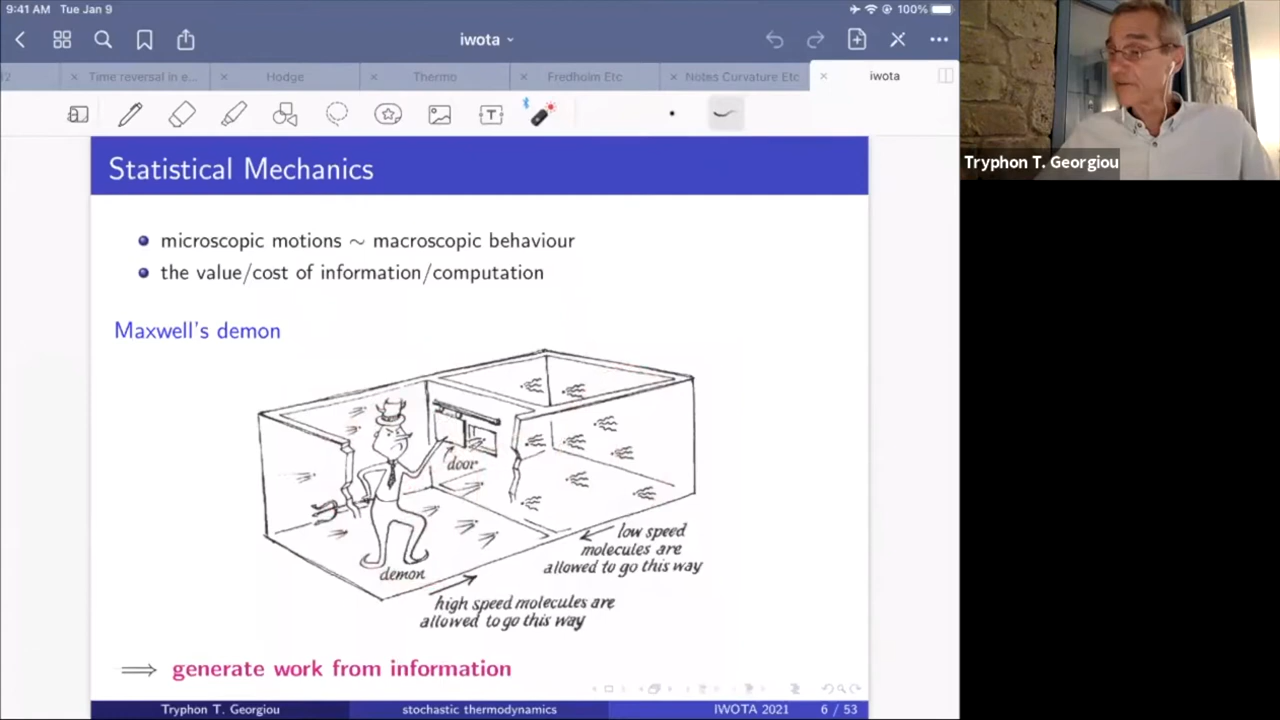 9:41 AM Tue Jan 9
100%
iwota
Time reversal in e...
Hodge
Thermo
Fredholm Etc
Notes Curvature Etc
iwota
T
Statistical Mechanics
microscopic motions ∼ macroscopic behaviour
the value/cost of information/computation
Maxwell's demon
door
demon
low speed
molecules are
allowed to go this way
high speed molecules are
allowed to go this way
⟹ generate work from information
Tryphon T. Georgiou stochastic thermodynamics IWOTA 2021 6 / 53
Tryphon T. Georgiou